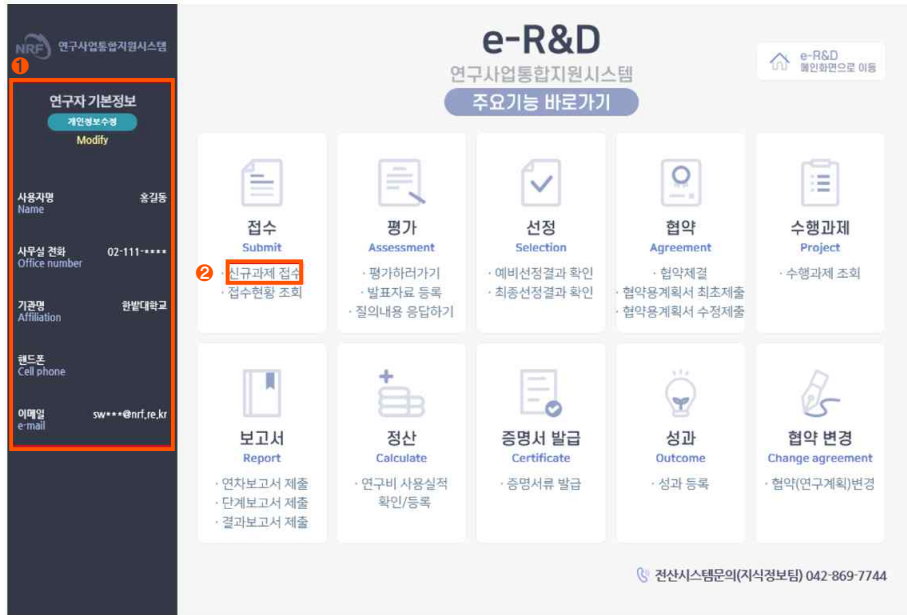 NRF 연구사업통합지원시스템
❶
연구자 기본정보
개인정보수정
Modify
사용자명 홍길동
Name
사무실 전화 02-111-****
Office number
기관명 한밭대학교
Affiliation
핸드폰
Cell phone
이메일 sw***@nrf.re.kr
e-mail
e-R&D
연구사업통합지원시스템
주요기능 바로가기
e-R&D
메인화면으로 이동
접수
Submit
❷ · 신규과제 접수
· 접수현황 조회
평가
Assessment
· 평가하러가기
· 발표자료 등록
· 질의내용 응답하기
선정
Selection
· 예비선정결과 확인
· 최종선정결과 확인
협약
Agreement
· 협약체결
· 협약용계획서 최초제출
· 협약용계획서 수정제출
수행과제
Project
· 수행과제 조회
보고서
Report
· 연차보고서 제출
· 단계보고서 제출
· 결과보고서 제출
정산
Calculate
· 연구비 사용실적
확인/등록
증명서 발급
Certificate
· 증명서류 발급
성과
Outcome
· 성과 등록
협약 변경
Change agreement
· 협약(연구계획)변경
전산시스템문의(지식정보팀) 042-869-7744